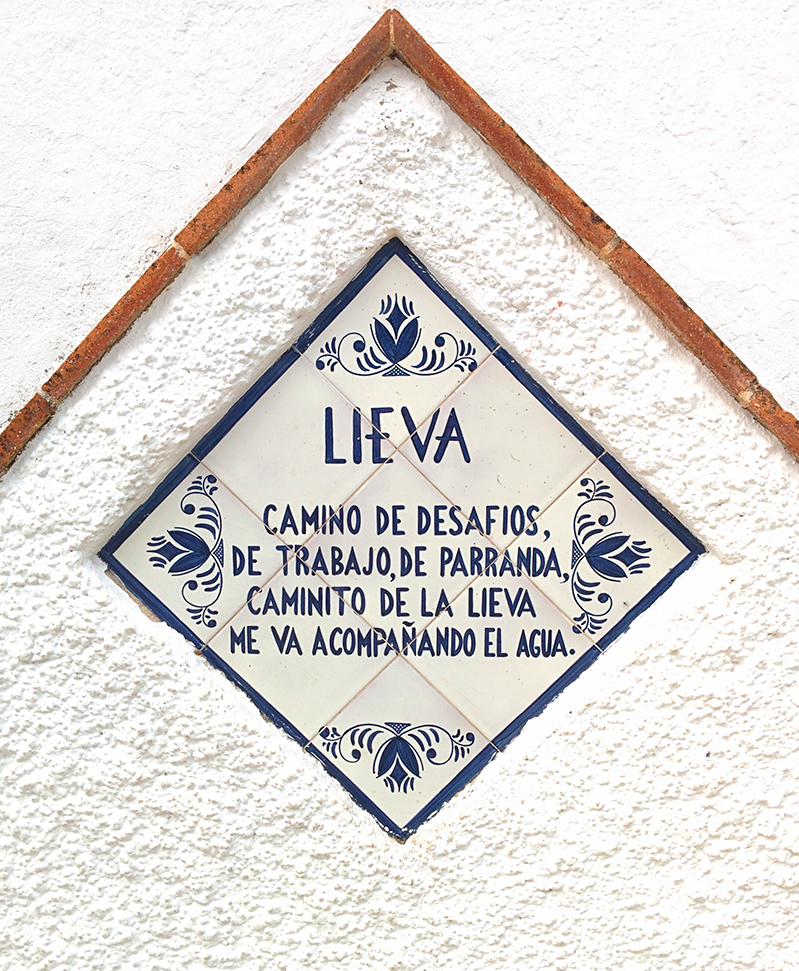 LIEVA
CAMINO DE DESAFIOS,
DE TRABAJO, DE PARRANDA,
CAMINITO DE LA LIEVA
ME VA ACOMPAÑANDO EL AGUA.